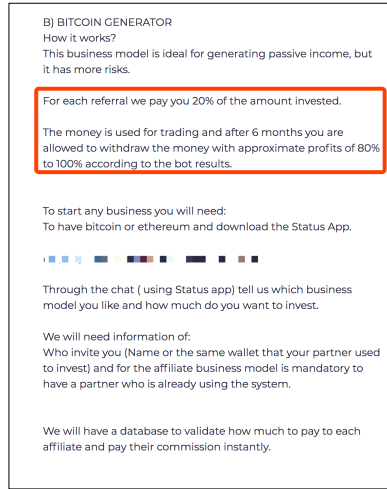 B) BITCOIN GENERATOR
How it works?
This business model is ideal for generating passive income, but
it has more risks.
For each referral we pay you 20% of the amount invested.
The money is used for trading and after 6 months you are
allowed to withdraw the money with approximate profits of 80%
to 100% according to the bot results.
To start any business you will need:
To have bitcoin or ethereum and download the Status App.
Through the chat ( using Status app) tell us which business
model you like and how much do you want to invest.
We will need information of:
Who invite you (Name or the same wallet that your partner used
to invest) and for the affiliate business model is mandatory to
have a partner who is already using the system.
We will have a database to validate how much to pay to each
affiliate and pay their commission instantly.